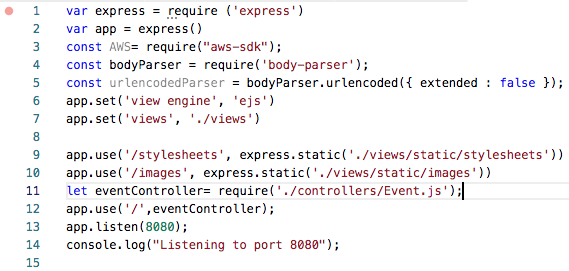 1 var express = require ('express')
2 var app = express()
3 const AWS= require("aws-sdk");
4 const bodyParser = require('body-parser');
5 const urlencodedParser = bodyParser.urlencoded({ extended : false });
6 app.set('view engine', 'ejs')
7 app.set('views', './views')
8
9 app.use('/stylesheets', express.static('./views/static/stylesheets'))
10 app.use('/images', express.static('./views/static/images'))
11 let eventController= require('./controllers/Event.js');
12 app.use('/',eventController);
13 app.listen(8080);
14 console.log("Listening to port 8080");
15